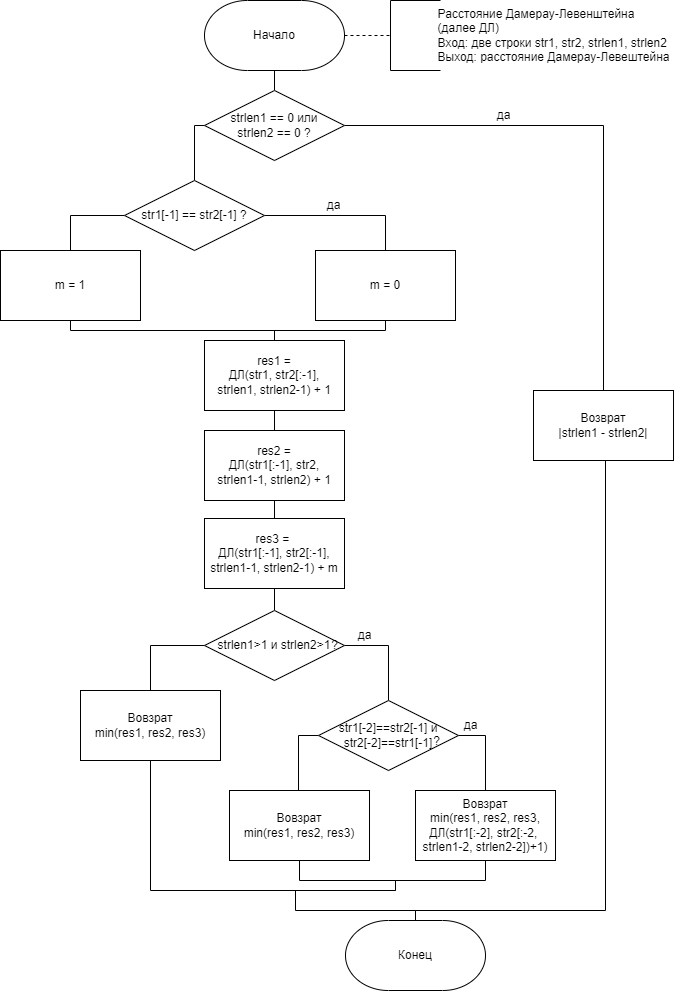 Начало
Расстояние Дамерау-Левенштейна
(далее ДЛ)
Вход: две строки str1, str2, strlen1, strlen2
Выход: расстояние Дамерау-Левештейна
strlen1 == 0 или
strlen2 == 0 ?
да
str1[-1] == str2[-1] ?
да
m = 1
m = 0
res1 =
ДЛ(str1, str2[:-1],
strlen1, strlen2-1) + 1
Возврат
|strlen1 - strlen2|
res2 =
ДЛ(str1[:-1], str2,
strlen1-1, strlen2) + 1
res3 =
ДЛ(str1[:-1], str2[:-1],
strlen1-1, strlen2-1) + m
strlen1>1 и strlen2>1?
да
Вовзрат
min(res1, res2, res3)
str1[-2]==str2[-1] и
str2[-2]==str1[-1]?
да
Вовзрат
min(res1, res2, res3)
Вовзрат
min(res1, res2, res3,
ДЛ(str1[:-2], str2[:-2,
strlen1-2, strlen2-2])+1)
Конец